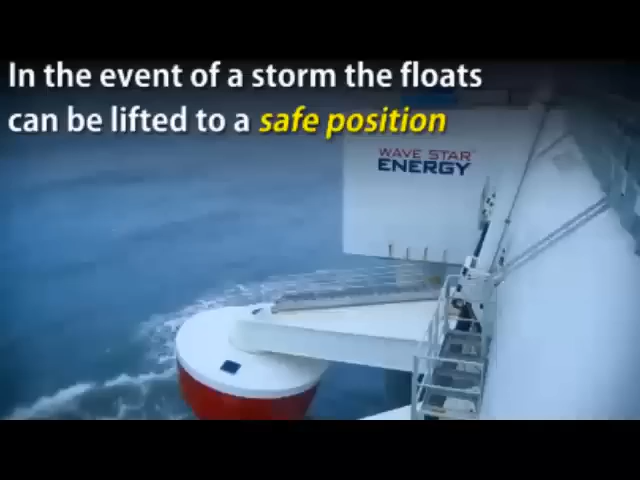 In the event of a storm the floats
can be lifted to a safe position
WAVE STAR
ENERGY